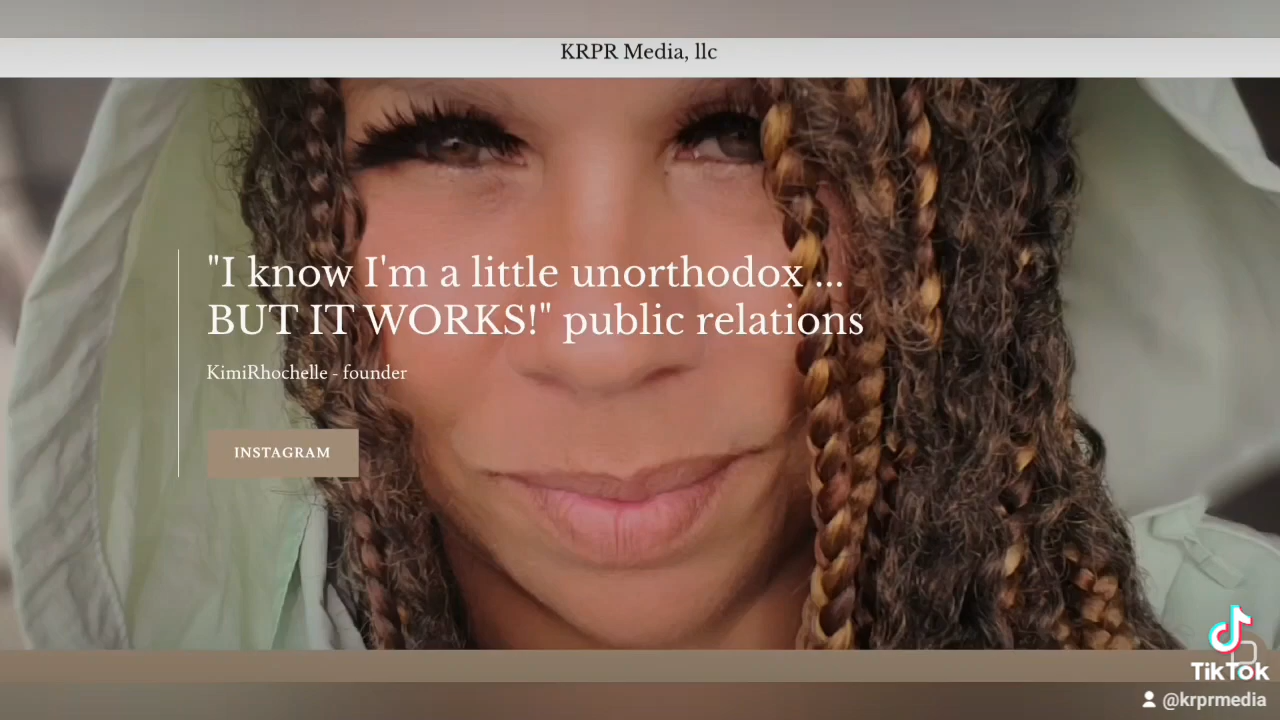 KRPR Media, llc
"I know I'm a little unorthodox ...
BUT IT WORKS!" public relations
KimiRhochelle - founder
INSTAGRAM
TikTok
@krprmedia